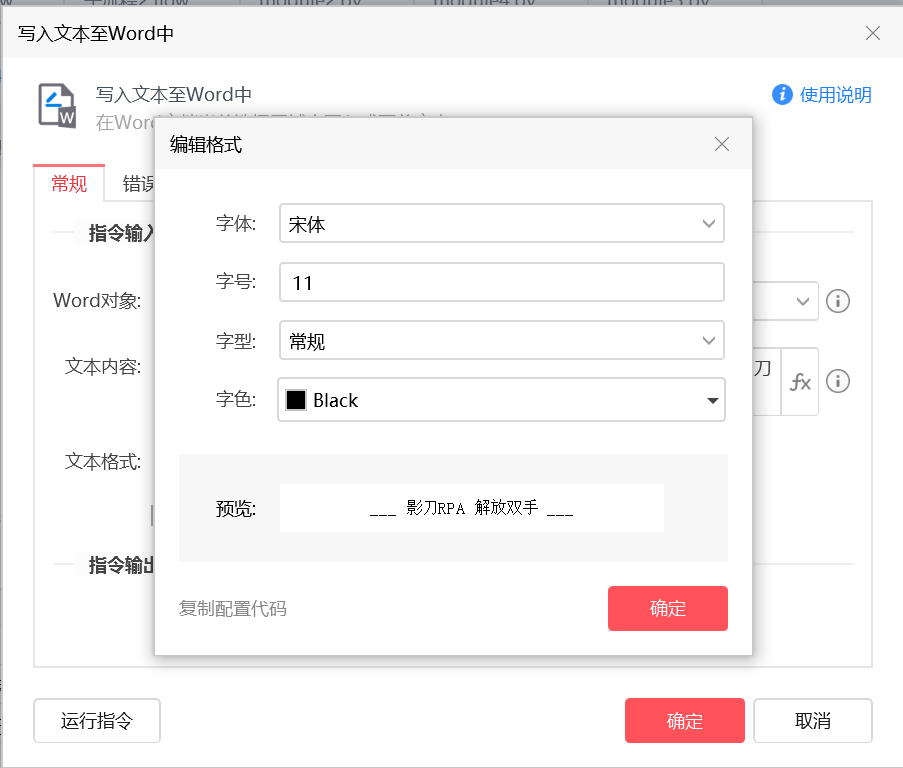 写入文本至Word中
写入文本至Word中
使用说明
在Word
编辑格式
常规
错误
指令输入
字体:
宋体
字号:
11
Word对象:
字型:
常规
文本内容:
刀
fx
字色:
Black
文本格式:
预览:
___ 影刀RPA 解放双手 ___
指令输出
复制配置代码
确定
运行指令
确定
取消